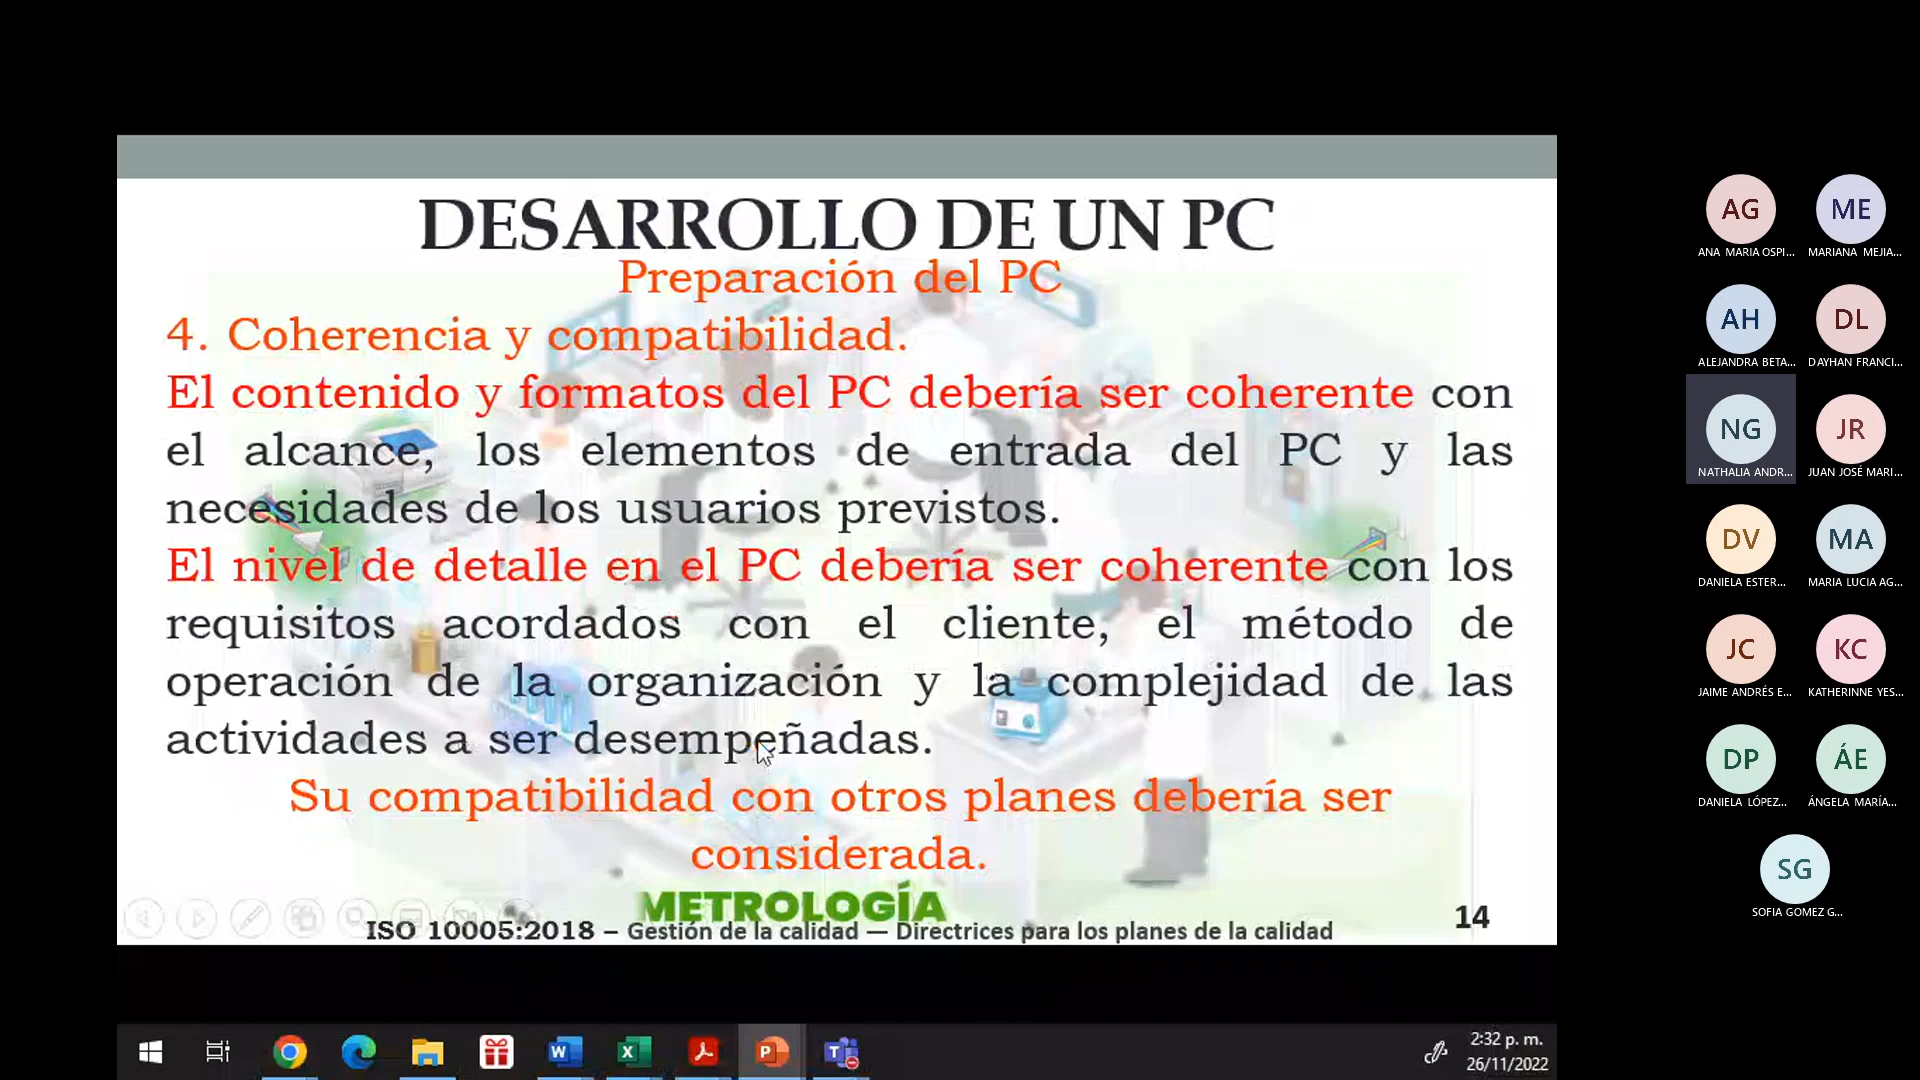 DESARROLLO DE UN PC
Preparación del PC
4. Coherencia y compatibilidad.
El contenido y formatos del PC debería ser coherente con
el alcance, los elementos de entrada del PC y las
necesidades de los usuarios previstos.
El nivel de detalle en el PC debería ser coherente con los
requisitos acordados con el cliente, el método de
operación de la organización y la complejidad de las
actividades a ser desempeñadas.
Su compatibilidad con otros planes debería ser
considerada.
METROLOGÍA
ISO 10005:2018 – Gestión de la calidad — Directrices para los planes de la calidad
14
AG
ME
ANA MARIA OSPI...
MARIANA MEJIA...
AH
DL
ALEJANDRA BETA...
DAYHAN FRANCI...
NG
JR
NATHALIA ANDR...
JUAN JOSÉ MARI...
DV
MA
DANIELA ESTER...
MARIA LUCIA AG...
JC
KC
JAIME ANDRÉS E...
KATHERINNE YES...
DP
ÁE
DANIELA LÓPEZ...
ÁNGELA MARÍA...
SG
SOFIA GOMEZ G...
2:32 p. m.
26/11/2022